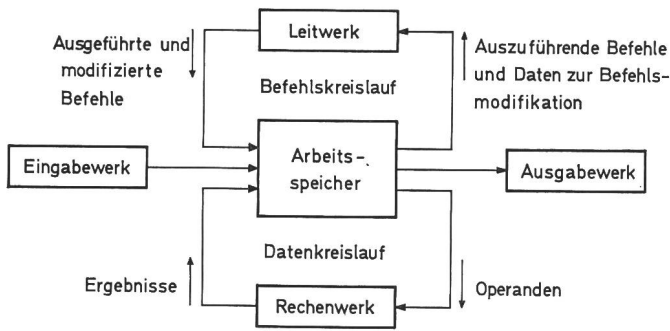 Leitwerk
Ausgeführte und
modifizierte
Befehle
Befehlskreislauf
Auszuführende Befehle
und Daten zur Befehls-
modifikation
Eingabewerk
Arbeits-
speicher
Ausgabewerk
Datenkreislauf
Ergebnisse
Rechenwerk
Operanden